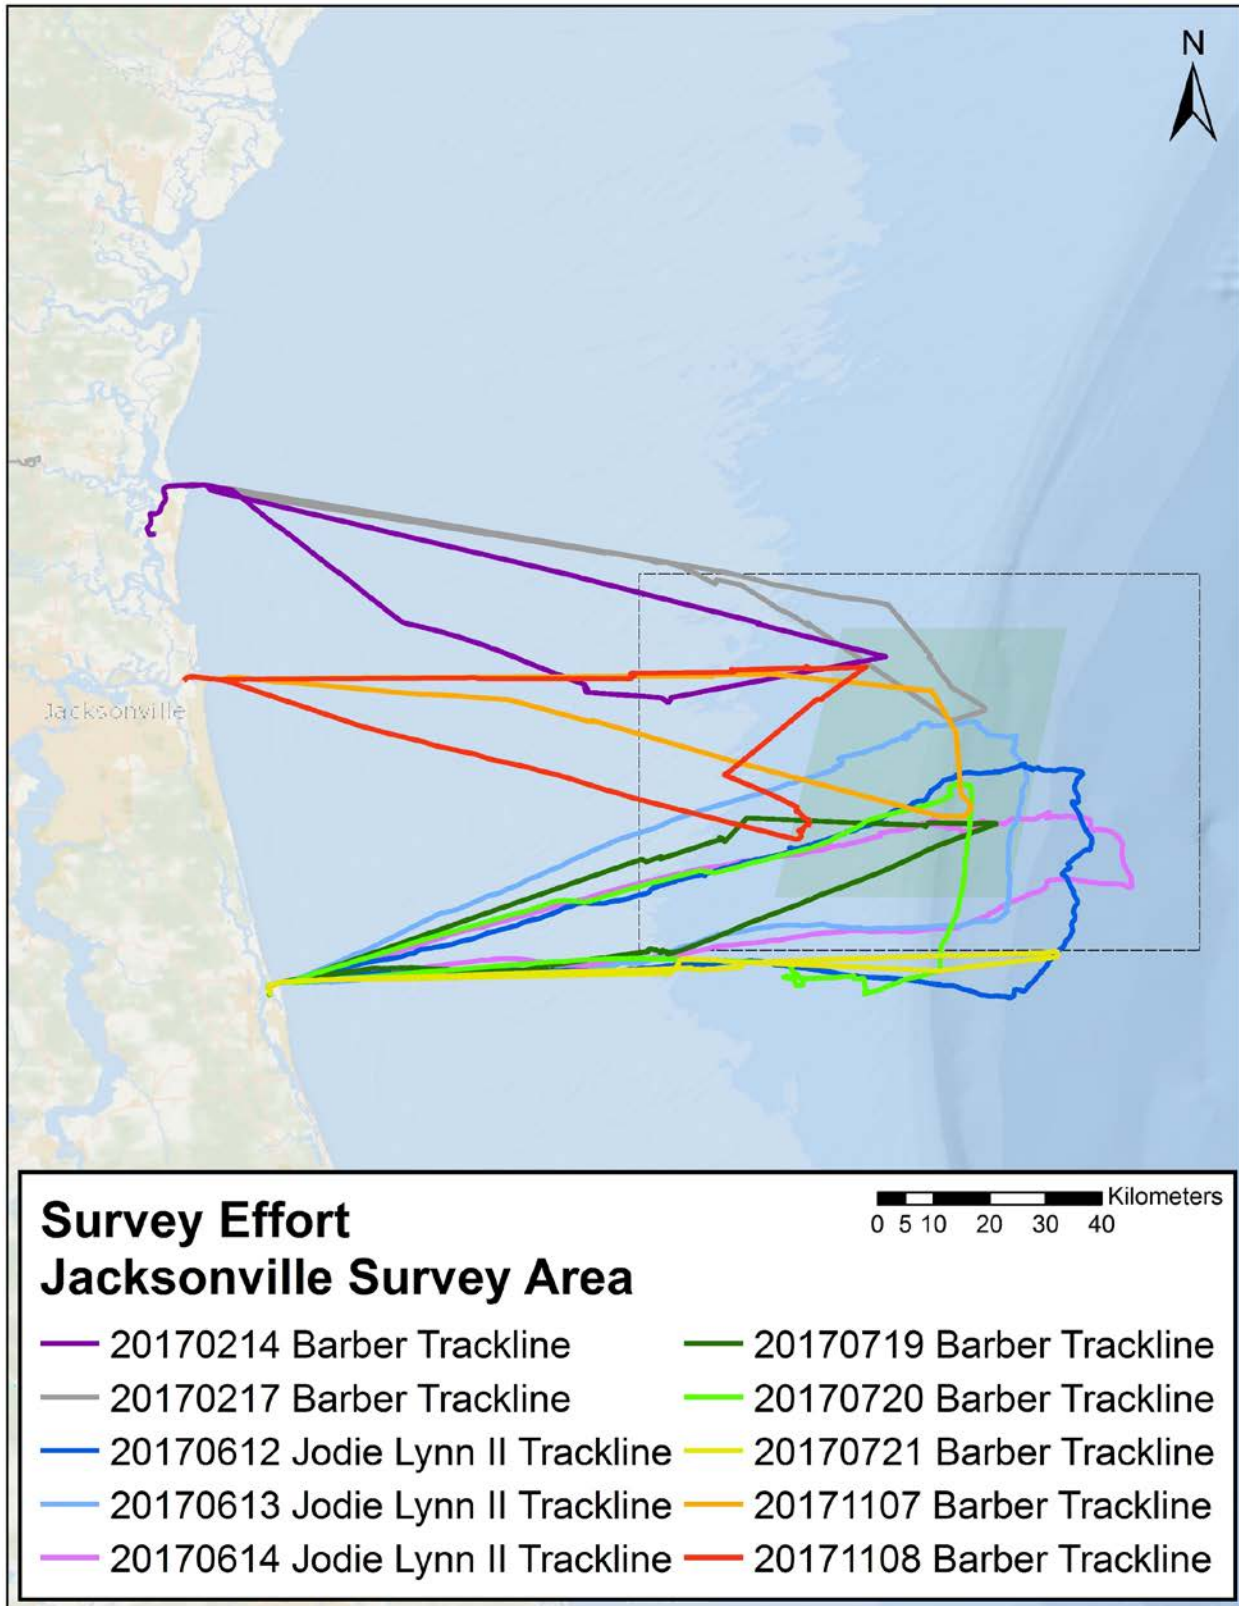 N
Jacksonville
Survey Effort
Jacksonville Survey Area
Kilometers
0 5 10 20 30 40
20170214 Barber Trackline
20170217 Barber Trackline
20170612 Jodie Lynn II Trackline
20170613 Jodie Lynn II Trackline
20170614 Jodie Lynn II Trackline
20170719 Barber Trackline
20170720 Barber Trackline
20170721 Barber Trackline
20171107 Barber Trackline
20171108 Barber Trackline